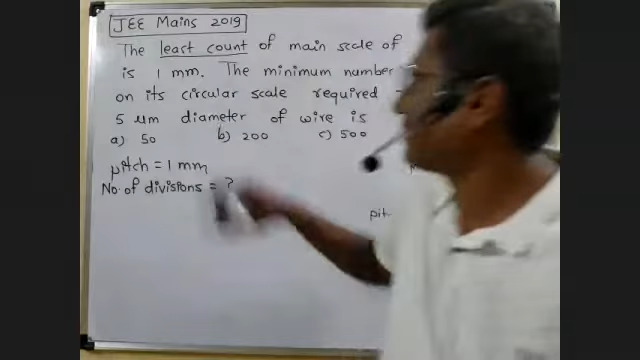 JEE Mains 2019
The least count of main scale of
is 1 mm. The minimum number
on its circular scale required
5 μm diameter of wire is
a) 50 b) 200 c) 500
pitch = 1 mm
No. of divisions = ?
pit